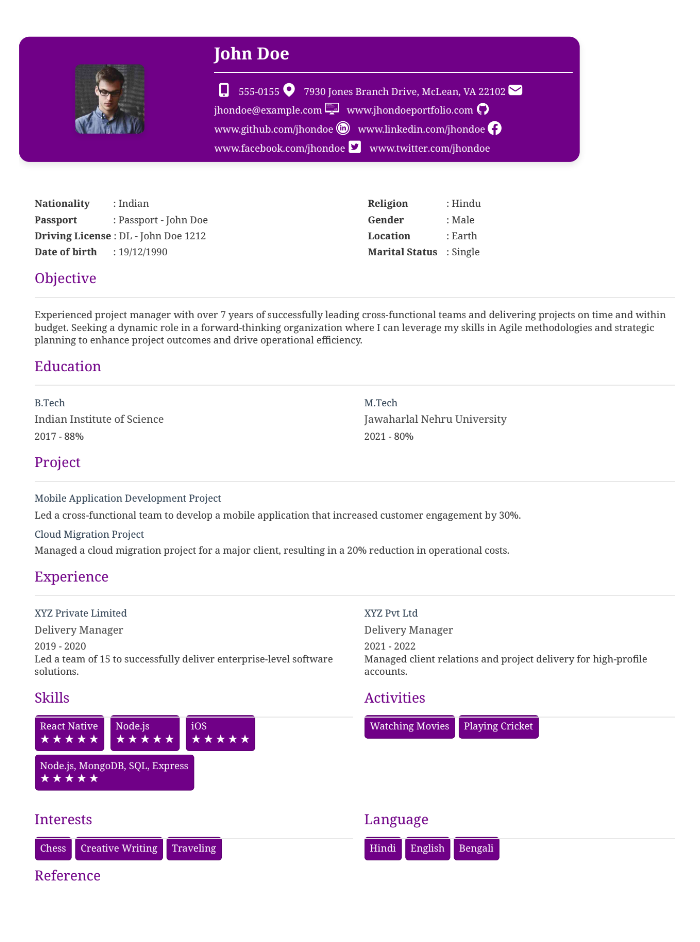 John Doe
555-0155 7930 Jones Branch Drive, McLean, VA 22102
jhondoe@example.com www.jhondoeportfolio.com
www.github.com/jhondoe www.linkedin.com/jhondoe
www.facebook.com/jhondoe www.twitter.com/jhondoe
Nationality : Indian
Passport : Passport - John Doe
Driving License : DL - John Doe 1212
Date of birth : 19/12/1990
Religion : Hindu
Gender : Male
Location : Earth
Marital Status : Single
Objective
Experienced project manager with over 7 years of successfully leading cross-functional teams and delivering projects on time and within
budget. Seeking a dynamic role in a forward-thinking organization where I can leverage my skills in Agile methodologies and strategic
planning to enhance project outcomes and drive operational efficiency.
Education
B.Tech
Indian Institute of Science
2017 - 88%
M.Tech
Jawaharlal Nehru University
2021 - 80%
Project
Mobile Application Development Project
Led a cross-functional team to develop a mobile application that increased customer engagement by 30%.
Cloud Migration Project
Managed a cloud migration project for a major client, resulting in a 20% reduction in operational costs.
Experience
XYZ Private Limited
Delivery Manager
2019 - 2020
Led a team of 15 to successfully deliver enterprise-level software
solutions.
XYZ Pvt Ltd
Delivery Manager
2021 - 2022
Managed client relations and project delivery for high-profile
accounts.
Skills
React Native
★ ★ ★ ★ ★
Node.js
★ ★ ★ ★ ★
iOS
★ ★ ★ ★ ★
Node.js, MongoDB, SQL, Express
★ ★ ★ ★ ★
Activities
Watching Movies
Playing Cricket
Interests
Chess
Creative Writing
Traveling
Language
Hindi
English
Bengali
Reference